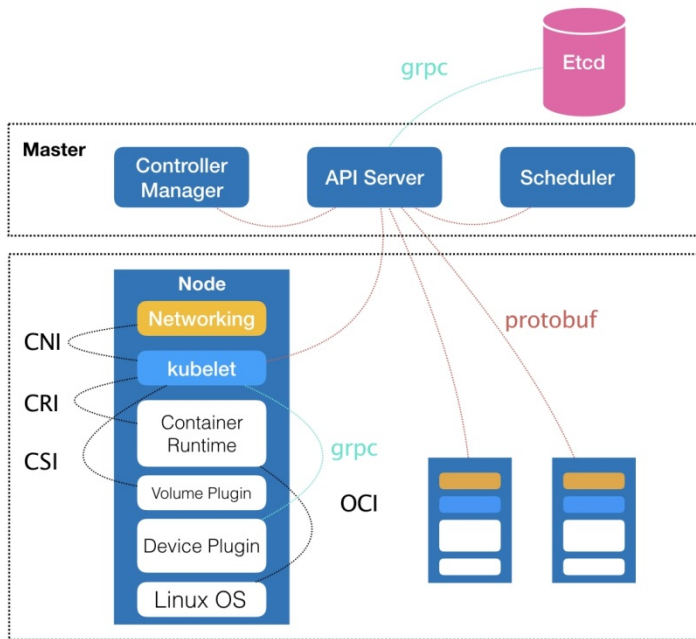 Etcd
grpc
Master
Controller
Manager
API Server
Scheduler
Node
Networking
CNI
kubelet
protobuf
CRI
Container
Runtime
grpc
CSI
Volume Plugin
OCI
Device Plugin
Linux OS